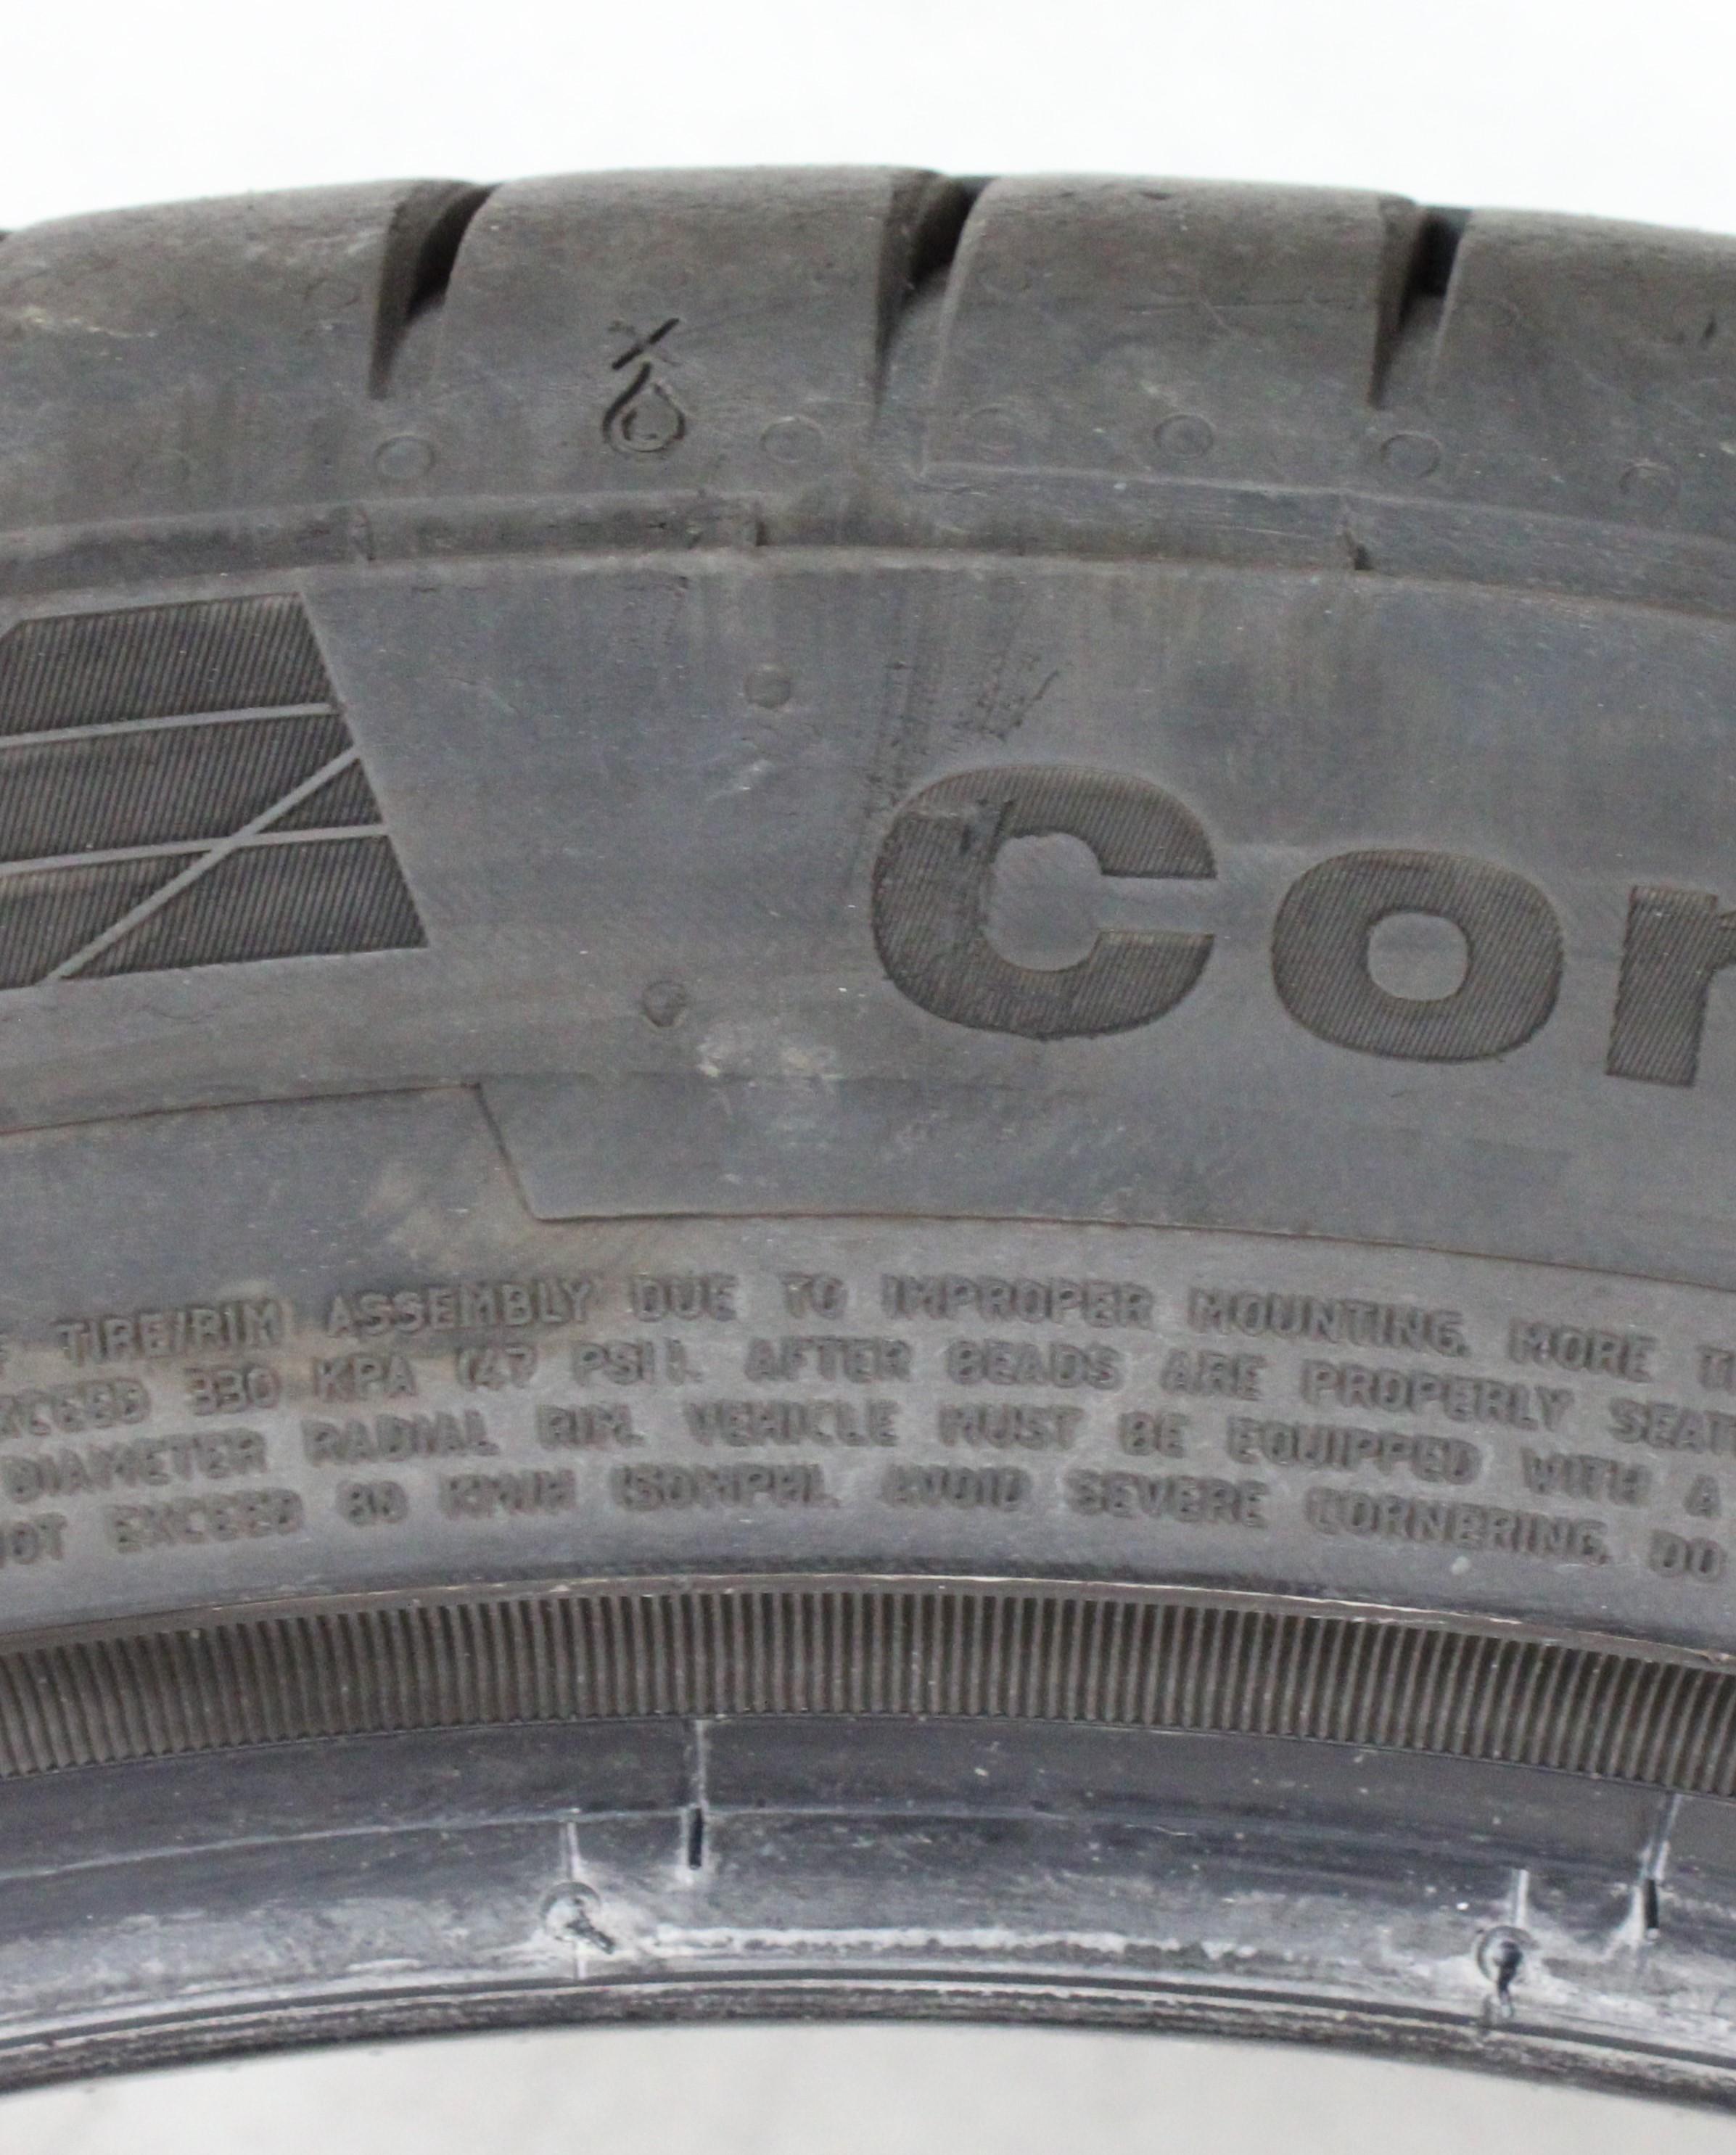 Con
TIRE/RIM ASSEMBLY DUE TO IMPROPER MOUNTING. MORE
EXCEED 330 KPA (47 PSI). AFTER BEADS ARE PROPERLY
DIAMETER RADIAL RIM. VEHICLE MUST BE EQUIPPED WITH A
NOT EXCEED 80 KM/H (50MPH). AVOID SEVERE CORNERING. DO